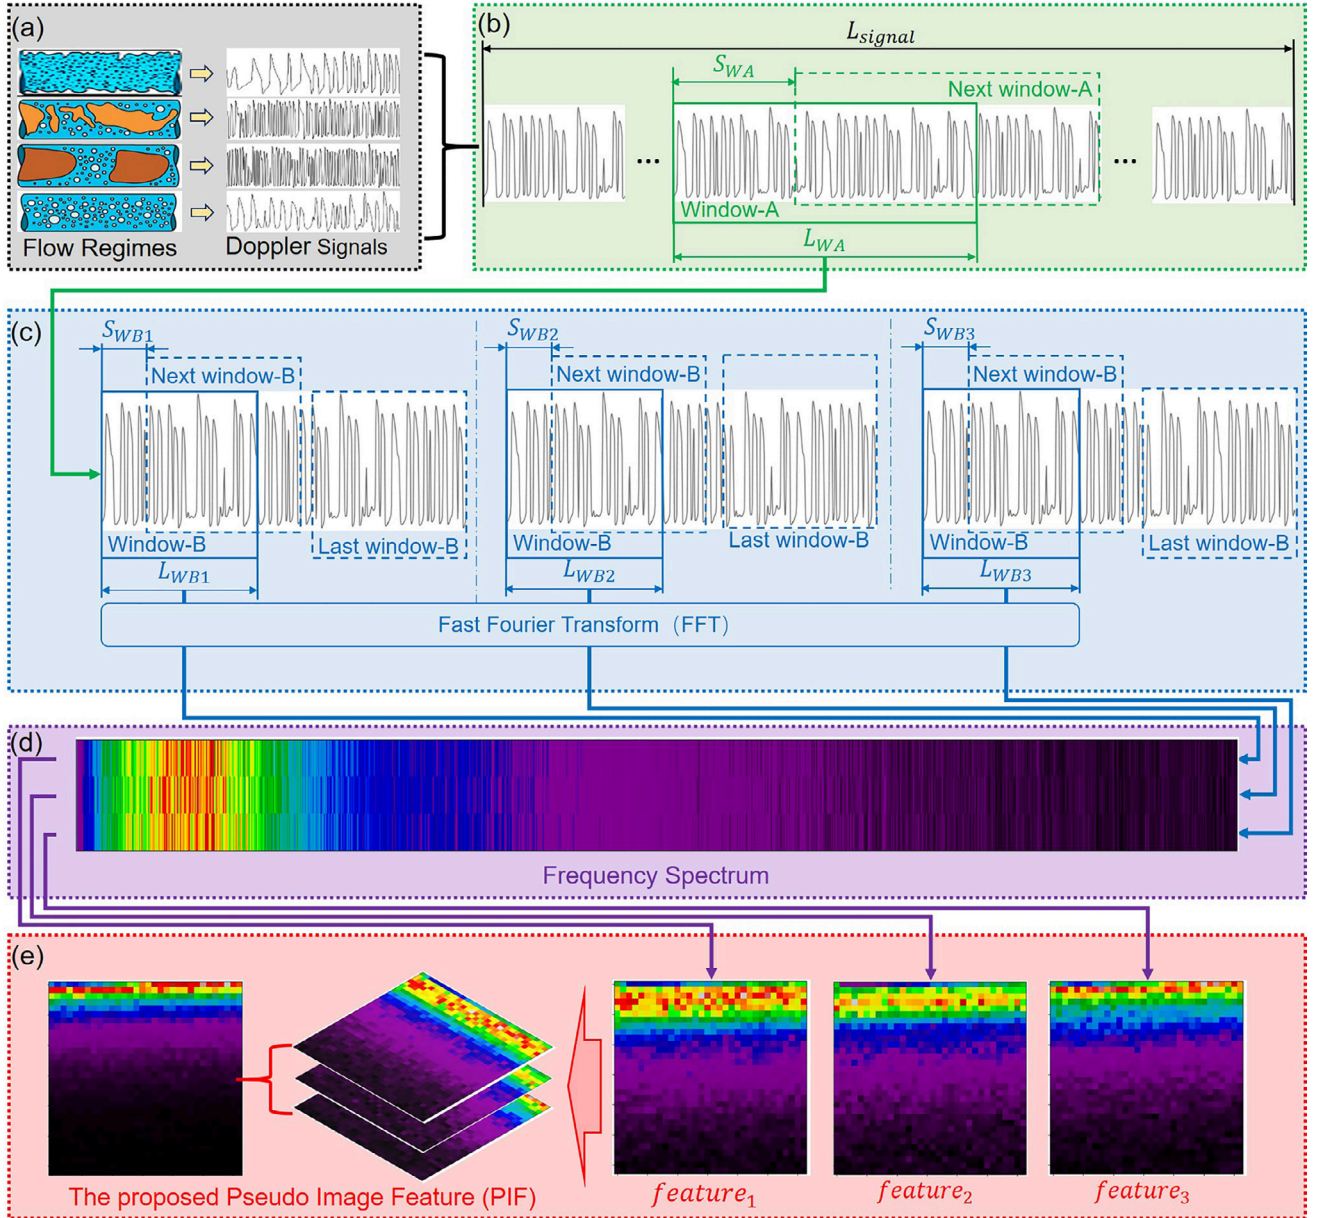 (a)
Flow Regimes
Doppler Signals
(b)
L_signal
S_WA
Next window-A
...
...
Window-A
L_WA
(c)
S_WB1
S_WB2
S_WB3
Next window-B
Next window-B
Next window-B
Window-B
Last window-B
Window-B
Last window-B
Window-B
Last window-B
L_WB1
L_WB2
L_WB3
Fast Fourier Transform（FFT）
(d)
Frequency Spectrum
(e)
The proposed Pseudo Image Feature (PIF)
feature_1
feature_2
feature_3